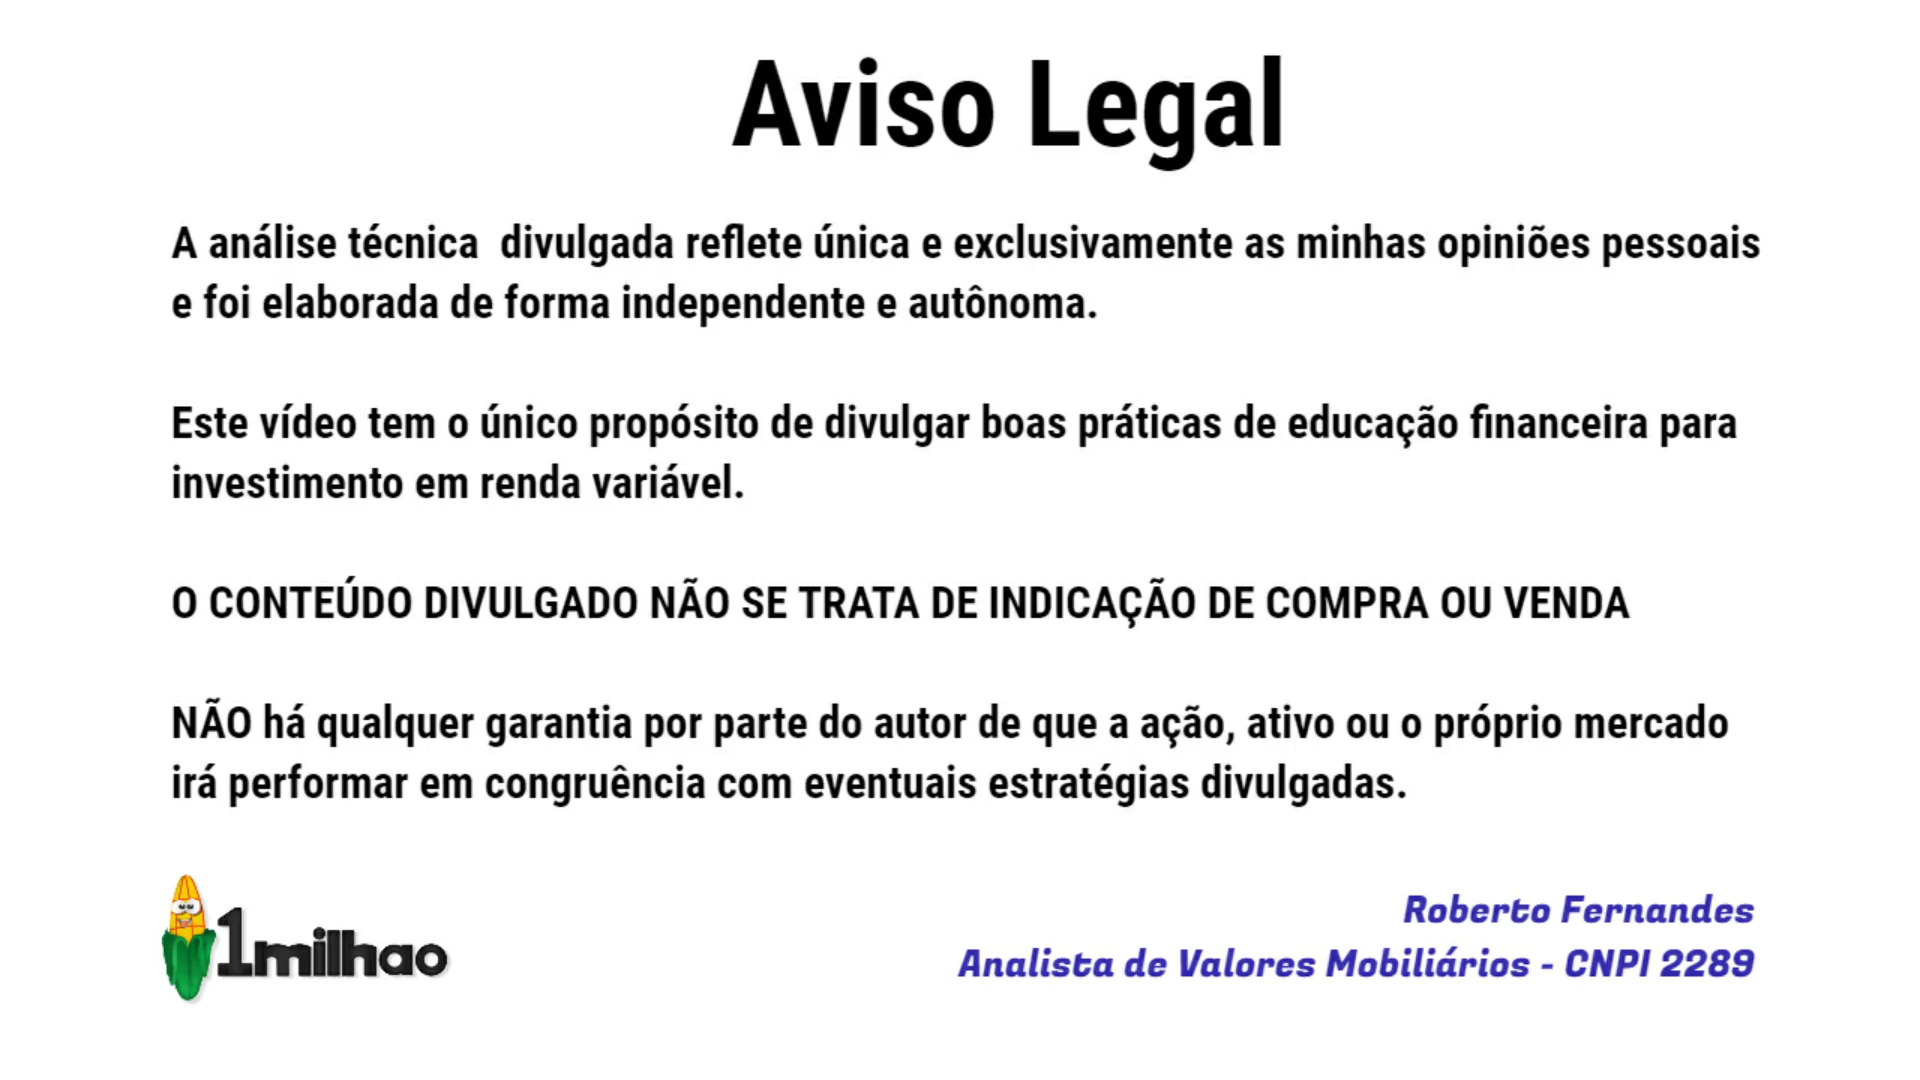 Aviso Legal
A análise técnica  divulgada reflete única e exclusivamente as minhas opiniões pessoais
e foi elaborada de forma independente e autônoma.
Este vídeo tem o único propósito de divulgar boas práticas de educação financeira para
investimento em renda variável.
O CONTEÚDO DIVULGADO NÃO SE TRATA DE INDICAÇÃO DE COMPRA OU VENDA
NÃO há qualquer garantia por parte do autor de que a ação, ativo ou o próprio mercado
irá performar em congruência com eventuais estratégias divulgadas.
1milhao
Roberto Fernandes
Analista de Valores Mobiliários - CNPI 2289